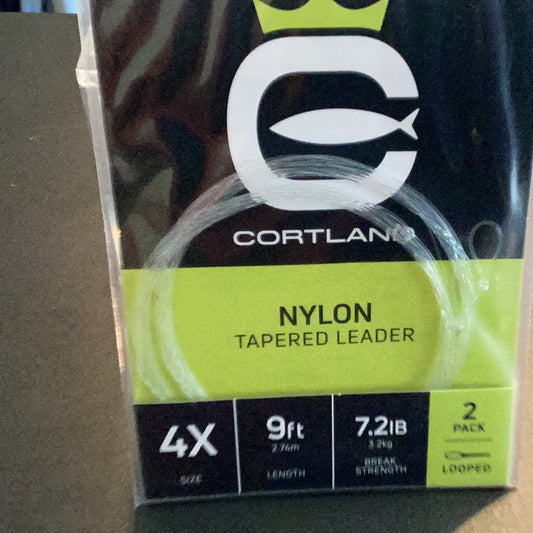 CORTLAND
NYLON
TAPERED LEADER
4X
SIZE
9ft
2.74m
LENGTH
7.2lB
3.2kg
BREAK
STRENGTH
2
PACK
LOOPED